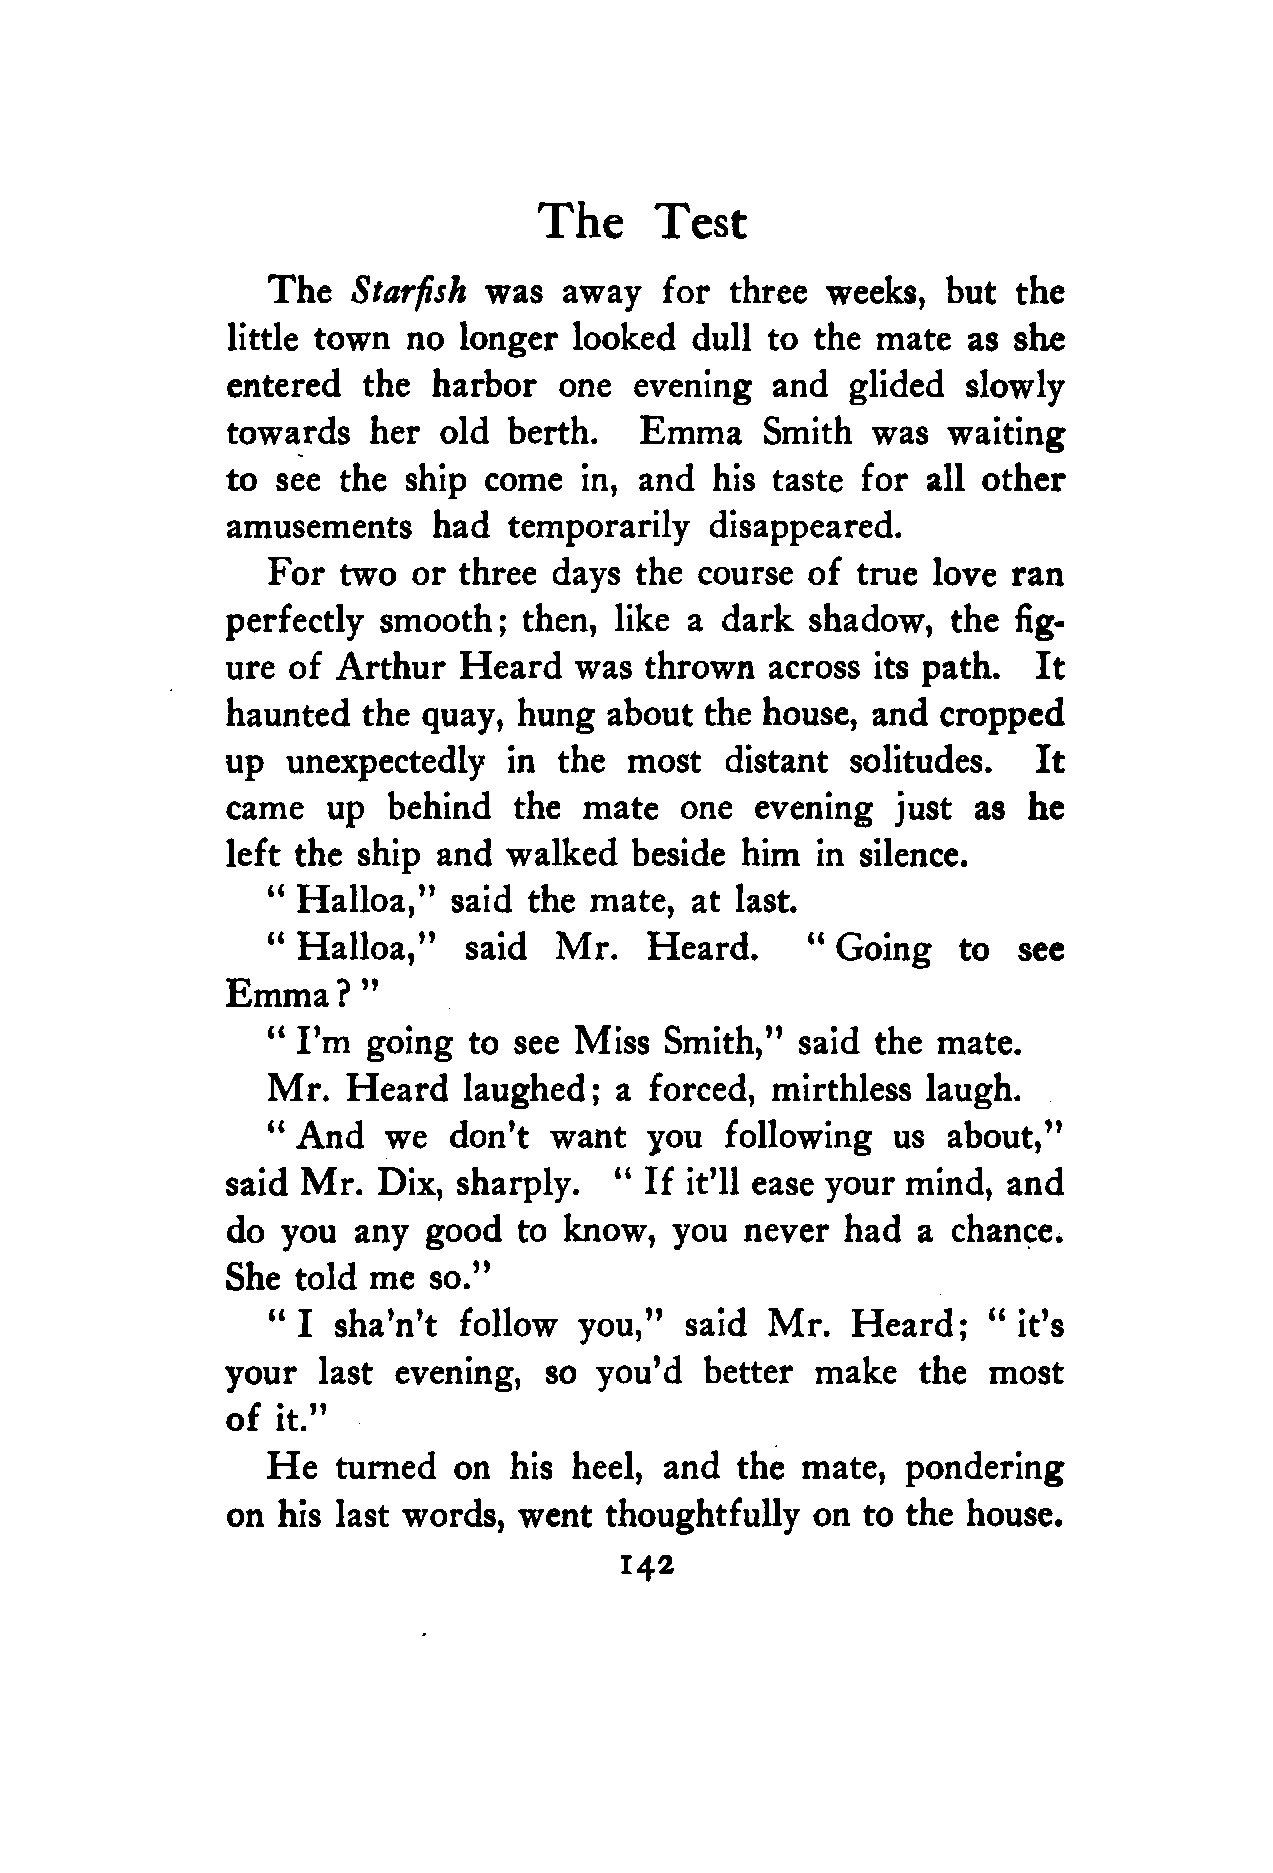 The Test
The Starfish was away for three weeks, but the
little town no longer looked dull to the mate as she
entered the harbor one evening and glided slowly
towards her old berth. Emma Smith was waiting
to see the ship come in, and his taste for all other
amusements had temporarily disappeared.
For two or three days the course of true love ran
perfectly smooth; then, like a dark shadow, the fig-
ure of Arthur Heard was thrown across its path. It
haunted the quay, hung about the house, and cropped
up unexpectedly in the most distant solitudes. It
came up behind the mate one evening just as he
left the ship and walked beside him in silence.
" Halloa," said the mate, at last.
" Halloa," said Mr. Heard. " Going to see
Emma ? "
" I'm going to see Miss Smith," said the mate.
Mr. Heard laughed; a forced, mirthless laugh.
" And we don't want you following us about,"
said Mr. Dix, sharply. " If it'll ease your mind, and
do you any good to know, you never had a chance.
She told me so."
" I sha'n't follow you," said Mr. Heard; " it's
your last evening, so you'd better make the most
of it."
He turned on his heel, and the mate, pondering
on his last words, went thoughtfully on to the house.
142